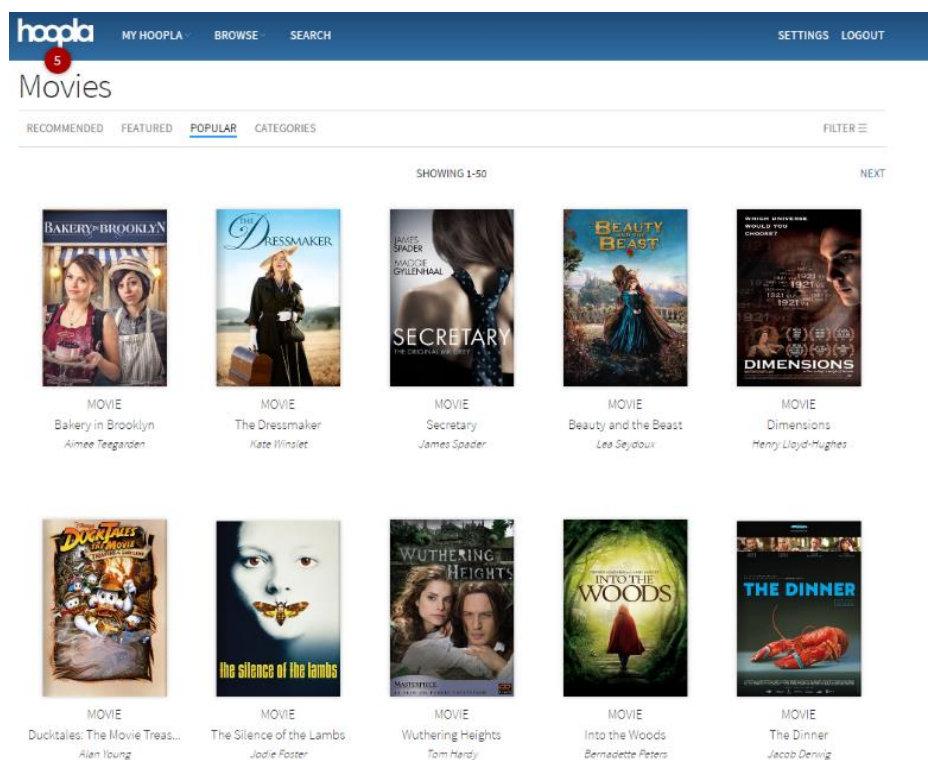 hoopla MY HOOPLA BROWSE SEARCH SETTINGS LOGOUT
5
Movies
RECOMMENDED FEATURED POPULAR CATEGORIES FILTER
SHOWING 1-50 NEXT
BAKERY IN BROOKLYN
THE DRESSMAKER
JAMES SPADER
MAGGIE GYLLENHAAL
SECRETARY
BEAUTY AND THE BEAST
WHICH UNIVERSE
WOULD YOU
CHOOSE?
DIMENSIONS
MOVIE MOVIE MOVIE MOVIE MOVIE
Bakery in Brooklyn The Dressmaker Secretary Beauty and the Beast Dimensions
Aimee Teegarden Kate Winslet James Spader Lea Seydoux Henry Lloyd-Hughes
DUCKTALES
THE MOVIE
the silence of the lambs
WUTHERING
HEIGHTS
MASTERPIECE
INTO THE
WOODS
THE DINNER
MOVIE MOVIE MOVIE MOVIE MOVIE
Ducktales: The Movie Treas... The Silence of the Lambs Wuthering Heights Into the Woods The Dinner
Alan Young Jodie Foster Tom Hardy Bernadette Peters Jacob Derwig